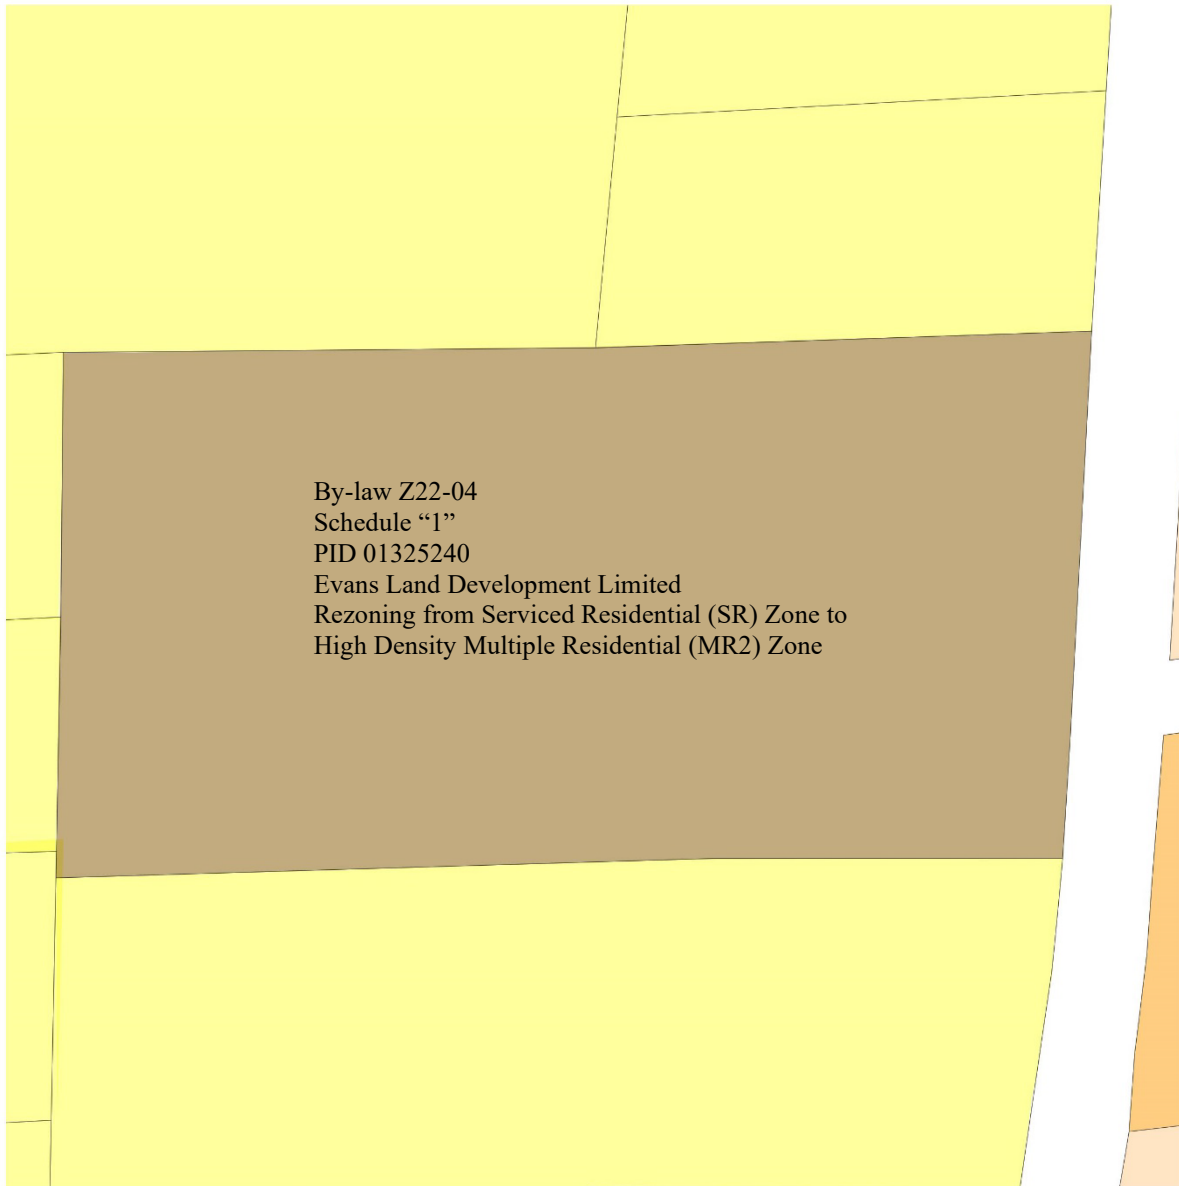 By-law Z22-04
Schedule “1”
PID 01325240
Evans Land Development Limited
Rezoning from Serviced Residential (SR) Zone to
High Density Multiple Residential (MR2) Zone